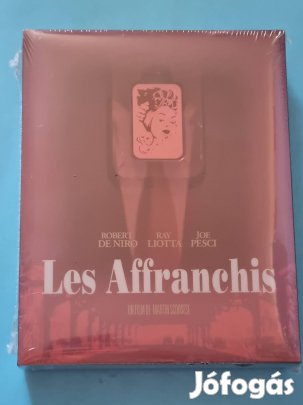 ROBERT RAY JOE
DE NIRO LIOTTA PESCI
Les Affranchis
UN FILM DE MARTIN SCORSESE
Jófogás